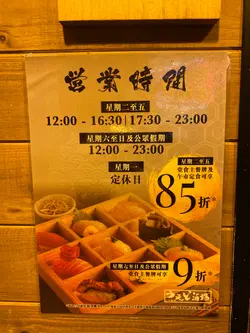 営業時間
星期二至五
12:00 - 16:30 | 17:30 - 23:00
星期六至日及公眾假期
12:00 - 23:00
星期一
定休日
星期二至五
堂食主餐牌及
午市定食可享
85折*
星期六至日及公眾假期
堂食主餐牌可享
9折*